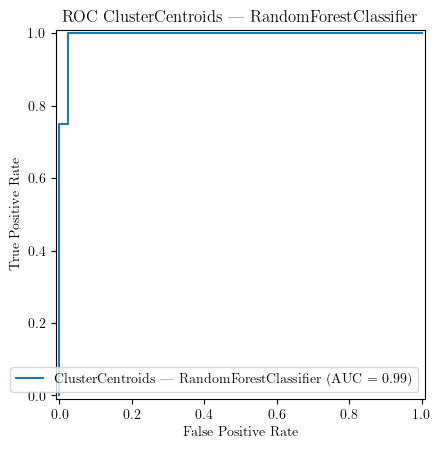 ROC ClusterCentroids — RandomForestClassifier
1.0
0.8
0.6
0.4
0.2
0.0
True Positive Rate
ClusterCentroids — RandomForestClassifier (AUC = 0.99)
0.0 0.2 0.4 0.6 0.8 1.0
False Positive Rate